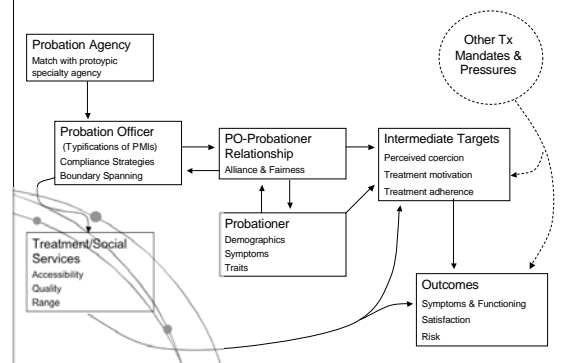 Probation Agency
Match with protoypic
specialty agency
Other Tx
Mandates &
Pressures
Probation Officer
(Typifications of PMIs)
Compliance Strategies
Boundary Spanning
PO-Probationer
Relationship
Alliance & Fairness
Intermediate Targets
Perceived coercion
Treatment motivation
Treatment adherence
Probationer
Demographics
Symptoms
Traits
Treatment/Social
Services
Accessibility
Quality
Range
Outcomes
Symptoms & Functioning
Satisfaction
Risk